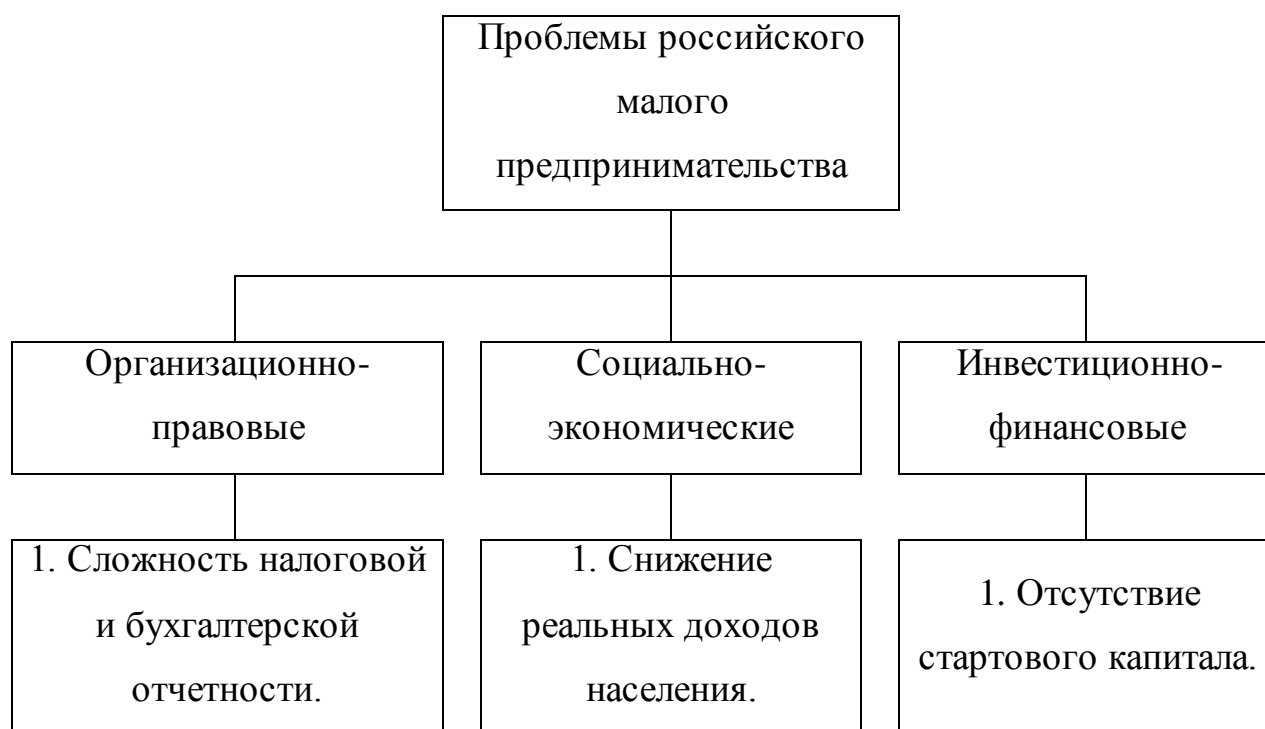 Проблемы российского
малого
предпринимательства
Организационно-
правовые
Социально-
экономические
Инвестиционно-
финансовые
1. Сложность налоговой
и бухгалтерской
отчетности.
1. Снижение
реальных доходов
населения.
1. Отсутствие
стартового капитала.